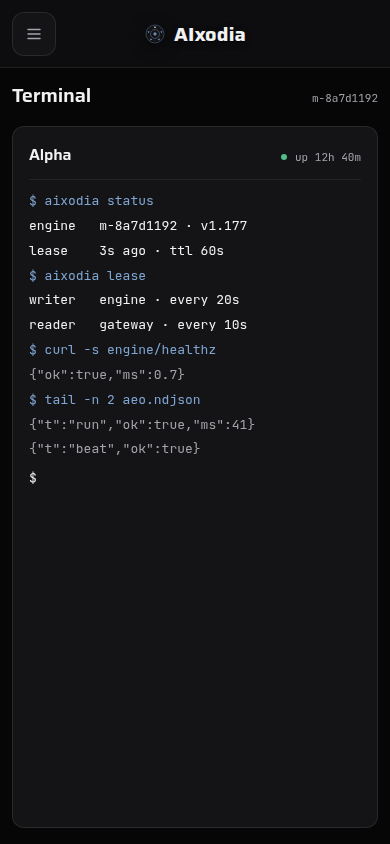 AIxodia
Terminal
m-8a7d1192
Alpha
up 12h 40m
$ aixodia status
engine   m-8a7d1192 · v1.177
lease    3s ago · ttl 60s
$ aixodia lease
writer   engine · every 20s
reader   gateway · every 10s
$ curl -s engine/healthz
{"ok":true,"ms":0.7}
$ tail -n 2 aeo.ndjson
{"t":"run","ok":true,"ms":41}
{"t":"beat","ok":true}
$